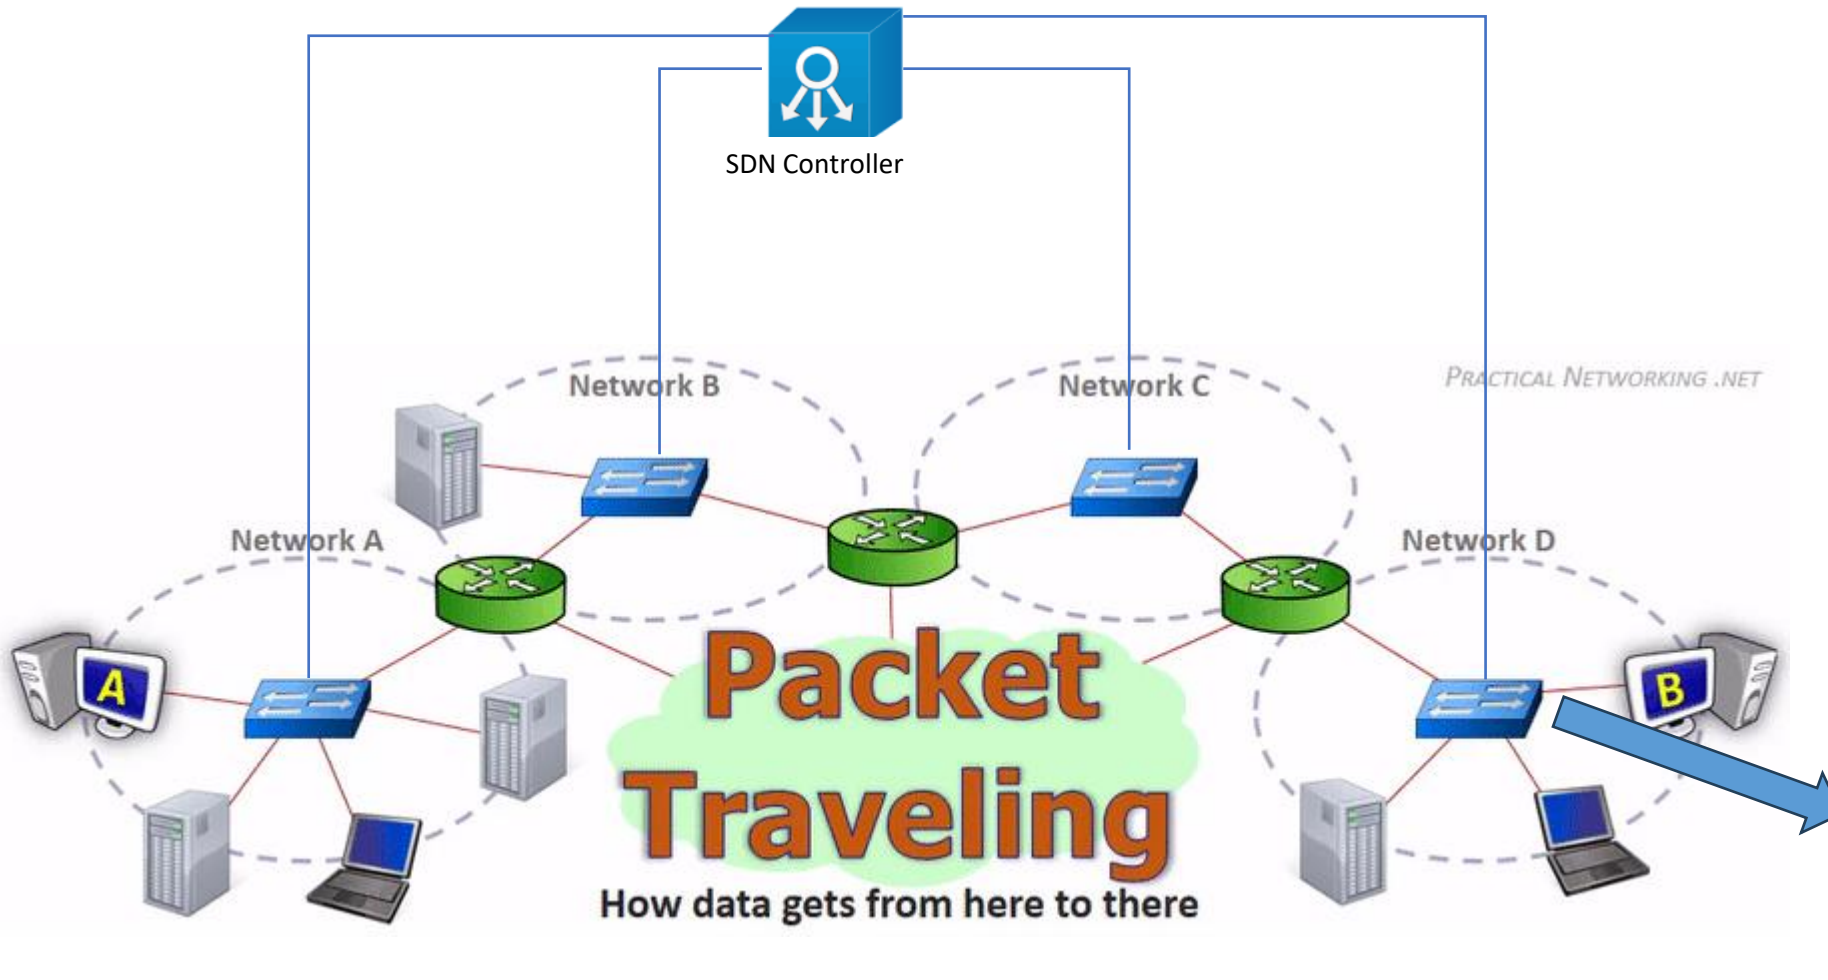 SDN Controller
Network B
Network C
PRACTICAL NETWORKING .NET
Network A
Network D
A
B
Packet
Traveling
How data gets from here to there